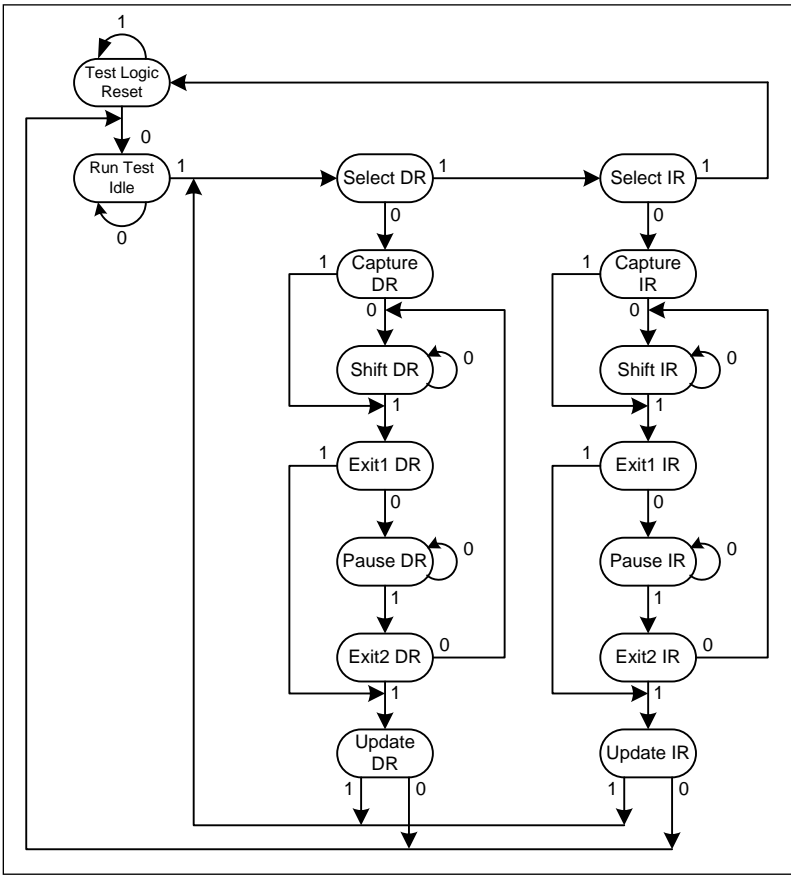 1
Test Logic
Reset
0
Run Test
Idle
1
0
Select DR
1
0
Select IR
1
0
Capture
DR
1
0
Shift DR
0
1
Exit1 DR
1
0
Pause DR
0
1
Exit2 DR
0
1
Update
DR
1
0
Capture
IR
1
0
Shift IR
0
1
Exit1 IR
1
0
Pause IR
0
1
Exit2 IR
0
1
Update IR
1
0